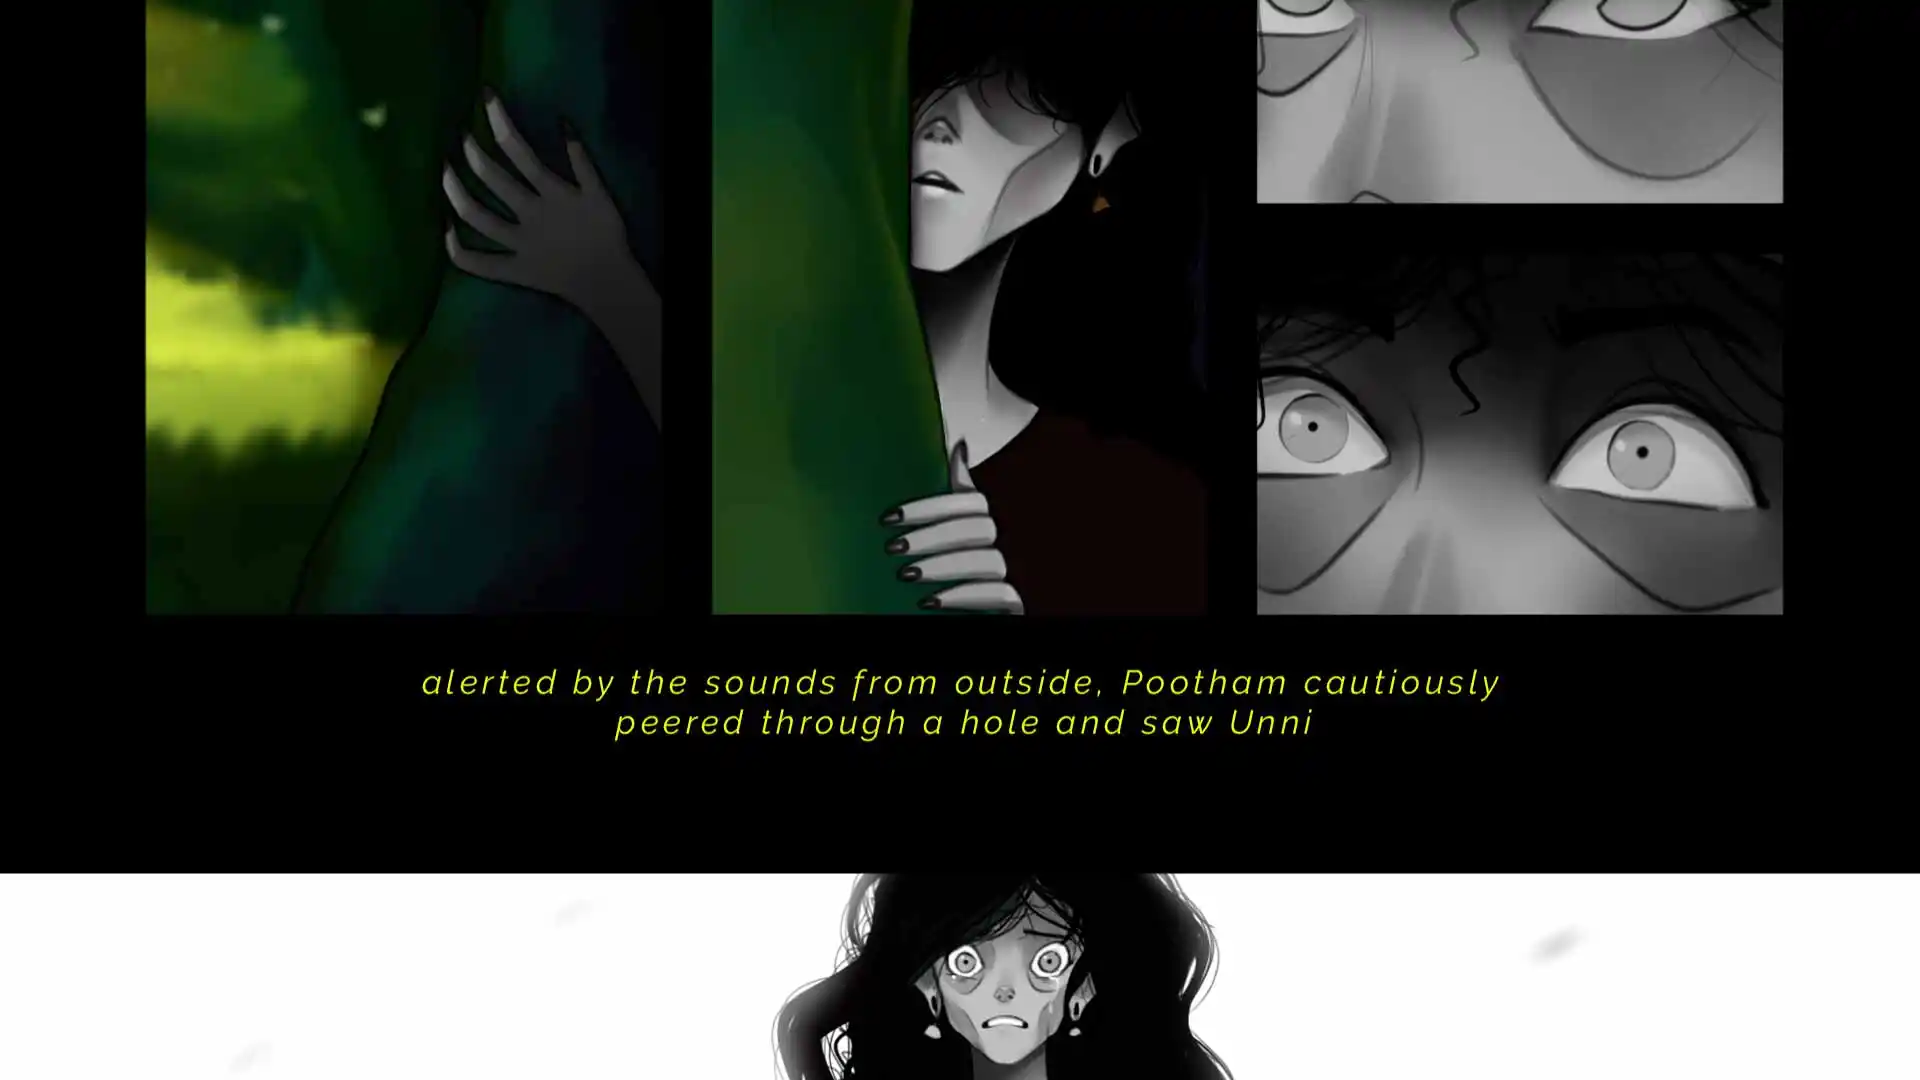 alerted by the sounds from outside, Pootham cautiously
peered through a hole and saw Unni